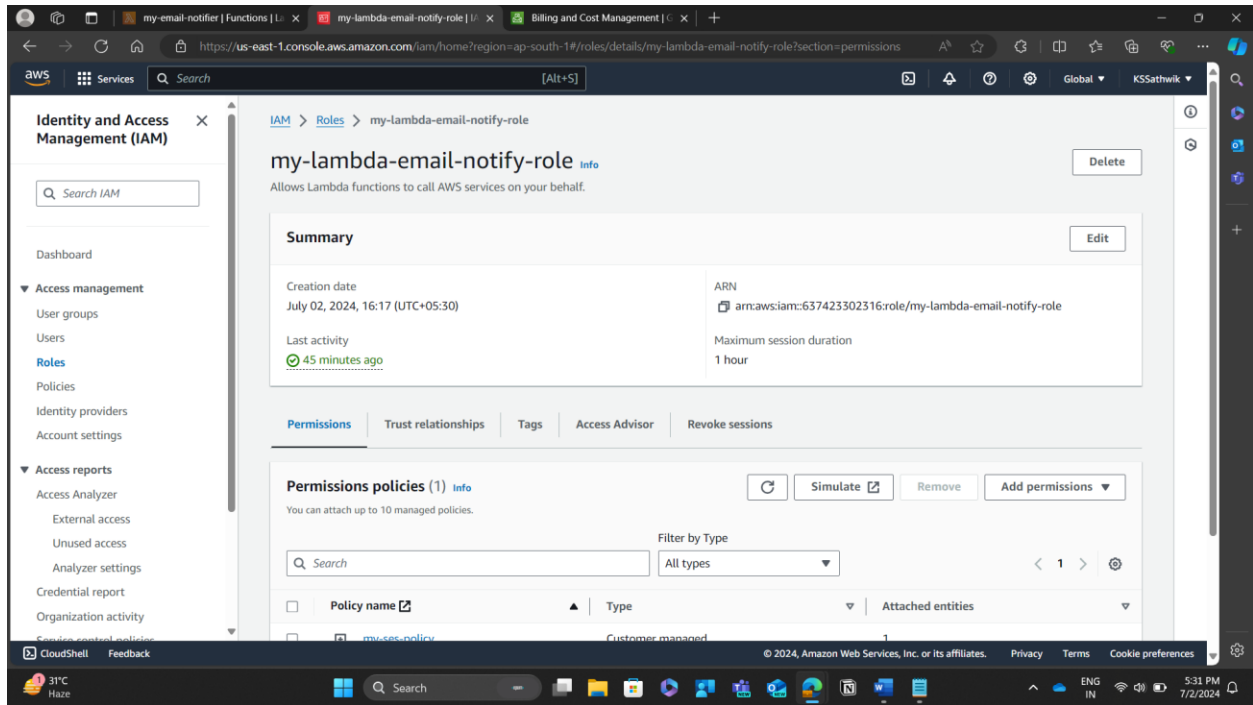 my-email-notifier | Functions | La
my-lambda-email-notify-role | IA
Billing and Cost Management | G
https://us-east-1.console.aws.amazon.com/iam/home?region=ap-south-1#/roles/details/my-lambda-email-notify-role?section=permissions
aws
Services
Search
[Alt+S]
Global
KSSathwik
Identity and Access Management (IAM)
Search IAM
Dashboard
Access management
User groups
Users
Roles
Policies
Identity providers
Account settings
Access reports
Access Analyzer
External access
Unused access
Analyzer settings
Credential report
Organization activity
Service control policies
IAM > Roles > my-lambda-email-notify-role
my-lambda-email-notify-role Info
Delete
Allows Lambda functions to call AWS services on your behalf.
Summary
Edit
Creation date
July 02, 2024, 16:17 (UTC+05:30)
ARN
arn:aws:iam::637423302316:role/my-lambda-email-notify-role
Last activity
45 minutes ago
Maximum session duration
1 hour
Permissions
Trust relationships
Tags
Access Advisor
Revoke sessions
Permissions policies (1) Info
Simulate
Remove
Add permissions
You can attach up to 10 managed policies.
Filter by Type
Search
All types
1
Policy name
Type
Attached entities
my-ses-policy
Customer managed
1
CloudShell
Feedback
© 2024, Amazon Web Services, Inc. or its affiliates.
Privacy
Terms
Cookie preferences
1
31°C
Haze
Search
ENG
IN
5:31 PM
7/2/2024